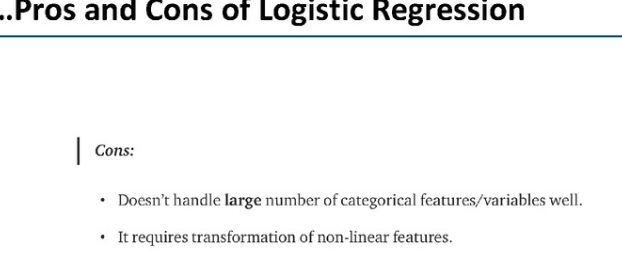 ..Pros and Cons of Logistic Regression
Cons:
• Doesn't handle large number of categorical features/variables well.
• It requires transformation of non-linear features.